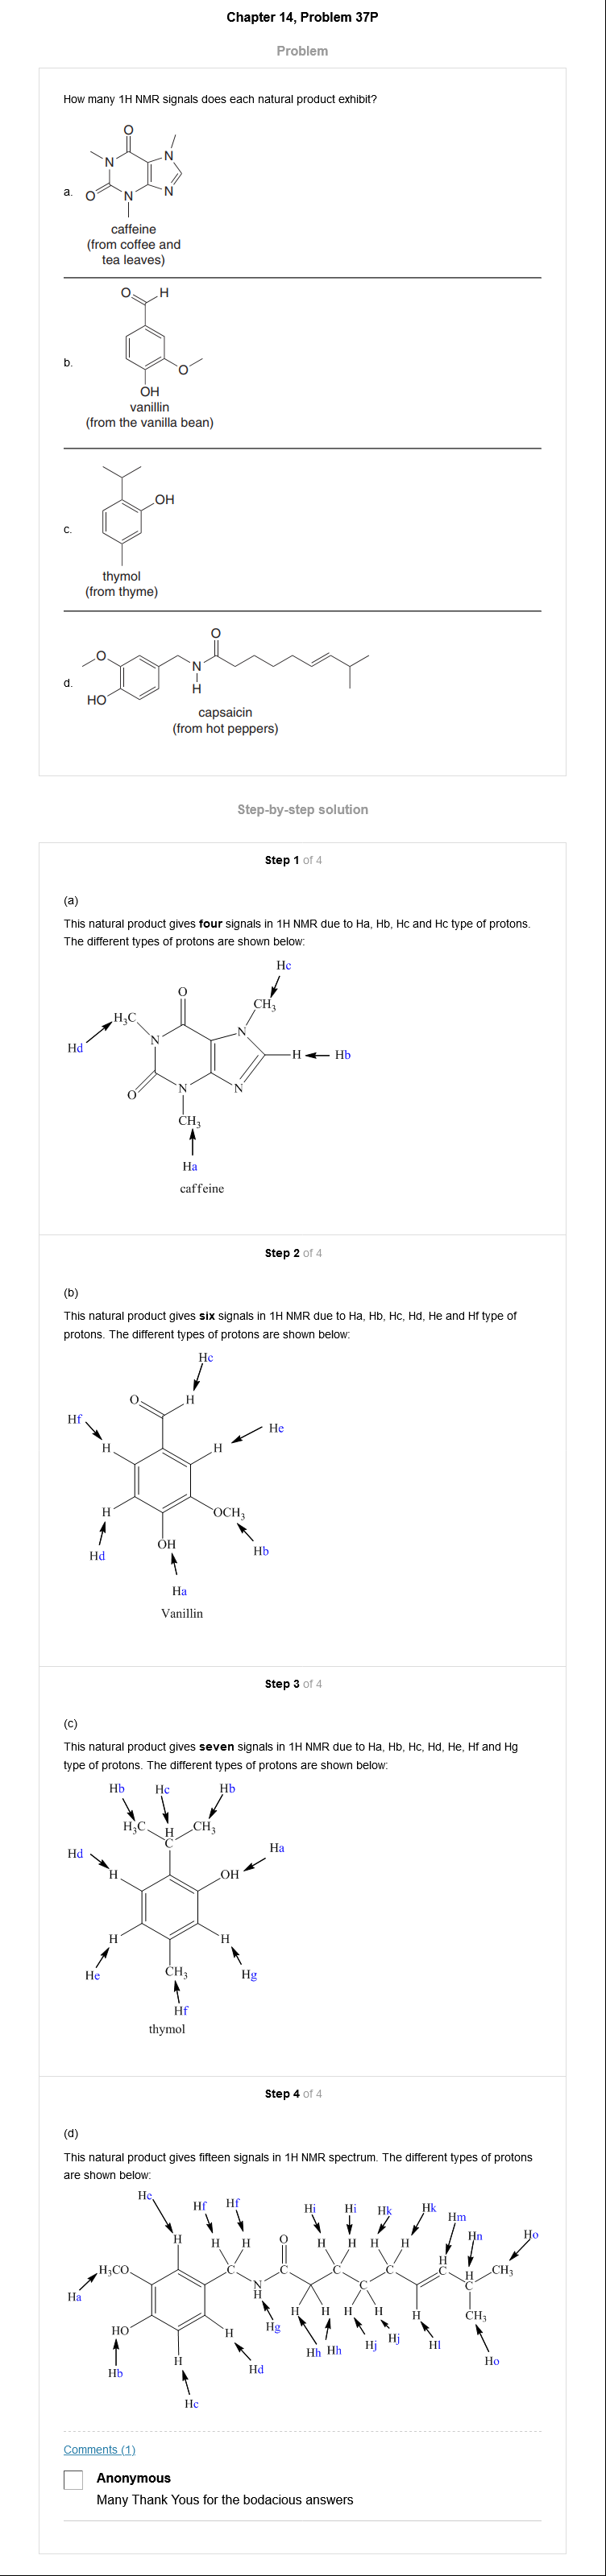 Chapter 14, Problem 37P
Problem
How many 1H NMR signals does each natural product exhibit?
a.
O
N
N
O
N
N
caffeine
(from coffee and
tea leaves)
b.
O
H
O
OH
vanillin
(from the vanilla bean)
c.
OH
thymol
(from thyme)
d.
O
O
N
H
HO
capsaicin
(from hot peppers)
Step-by-step solution
Step 1 of 4
(a)
This natural product gives four signals in 1H NMR due to Ha, Hb, Hc and Hc type of protons.
The different types of protons are shown below:
Hc
O
CH3
H3C
N
N
Hd
H
Hb
O
N
N
CH3
Ha
caffeine
Step 2 of 4
(b)
This natural product gives six signals in 1H NMR due to Ha, Hb, Hc, Hd, He and Hf type of
protons. The different types of protons are shown below:
Hc
O
H
Hf
He
H
H
H
OCH3
OH
Hd
Hb
Ha
Vanillin
Step 3 of 4
(c)
This natural product gives seven signals in 1H NMR due to Ha, Hb, Hc, Hd, He, Hf and Hg
type of protons. The different types of protons are shown below:
Hb
Hc
Hb
H3C
H
CH3
C
Hd
Ha
H
OH
H
H
He
CH3
Hg
Hf
thymol
Step 4 of 4
(d)
This natural product gives fifteen signals in 1H NMR spectrum. The different types of protons
are shown below:
He
Hf
Hf
Hi
Hi
Hk
Hk
Hm
Hn
Ho
H
H
H
O
H
H
H
H
H
H3CO
C
C
C
C
C
H
CH3
N
H
C
C
Ha
H
H
H
H
H
CH3
HO
H
Hg
Hj
Hj
Hl
Hh
Hh
Ho
Hb
H
Hd
Hc
Comments (1)
Anonymous
Many Thank Yous for the bodacious answers